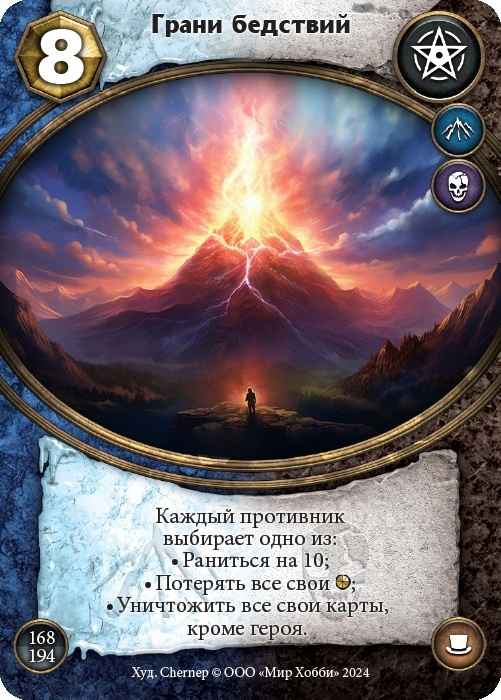 Грани бедствий
8
Каждый противник
выбирает одно из:
• Раниться на 10;
• Потерять все свои ;
• Уничтожить все свои карты,
кроме героя.
168
194
Худ. Chernep © ООО «Мир Хобби» 2024